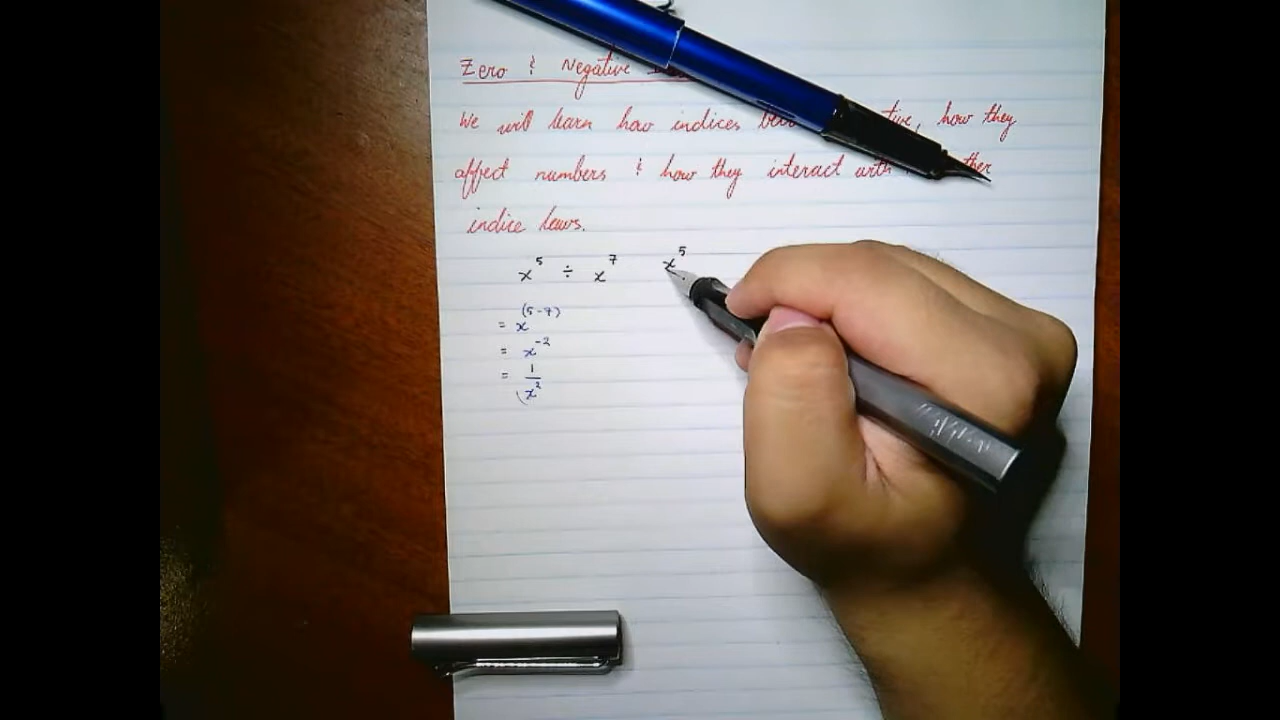 Zero & Negative
We will learn how indices tive, how they
affect numbers & how they interact with ther
indice laws.
x⁵ ÷ x⁷ x⁵
= x⁽⁵⁻⁷⁾
= x⁻²
= 1/x²